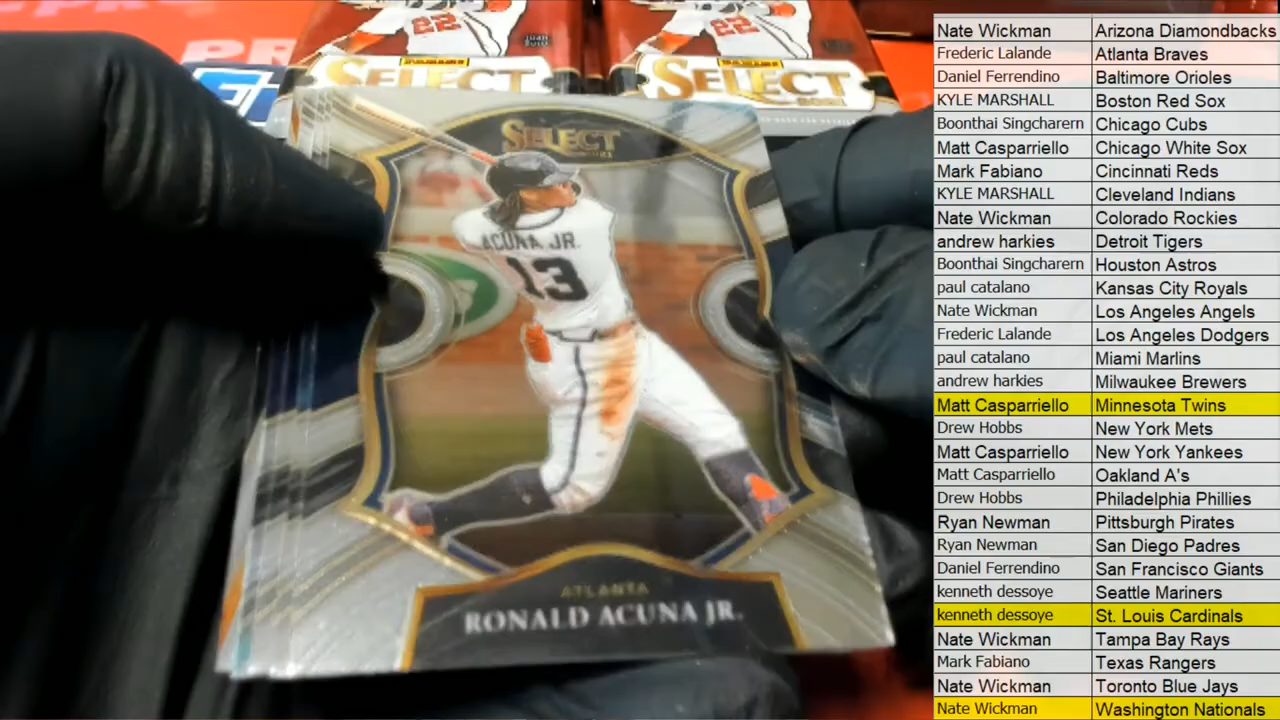 22
22
JUAN SOTO
PANINI
PANINI
SELECT
SELECT
SELECT
ACUNA JR.
13
ATLANTA
RONALD ACUNA JR.
Nate Wickman Arizona Diamondbacks
Frederic Lalande Atlanta Braves
Daniel Ferrendino Baltimore Orioles
KYLE MARSHALL Boston Red Sox
Boonthai Singcharern Chicago Cubs
Matt Casparriello Chicago White Sox
Mark Fabiano Cincinnati Reds
KYLE MARSHALL Cleveland Indians
Nate Wickman Colorado Rockies
andrew harkies Detroit Tigers
Boonthai Singcharern Houston Astros
paul catalano Kansas City Royals
Nate Wickman Los Angeles Angels
Frederic Lalande Los Angeles Dodgers
paul catalano Miami Marlins
andrew harkies Milwaukee Brewers
Matt Casparriello Minnesota Twins
Drew Hobbs New York Mets
Matt Casparriello New York Yankees
Matt Casparriello Oakland A's
Drew Hobbs Philadelphia Phillies
Ryan Newman Pittsburgh Pirates
Ryan Newman San Diego Padres
Daniel Ferrendino San Francisco Giants
kenneth dessoye Seattle Mariners
kenneth dessoye St. Louis Cardinals
Nate Wickman Tampa Bay Rays
Mark Fabiano Texas Rangers
Nate Wickman Toronto Blue Jays
Nate Wickman Washington Nationals